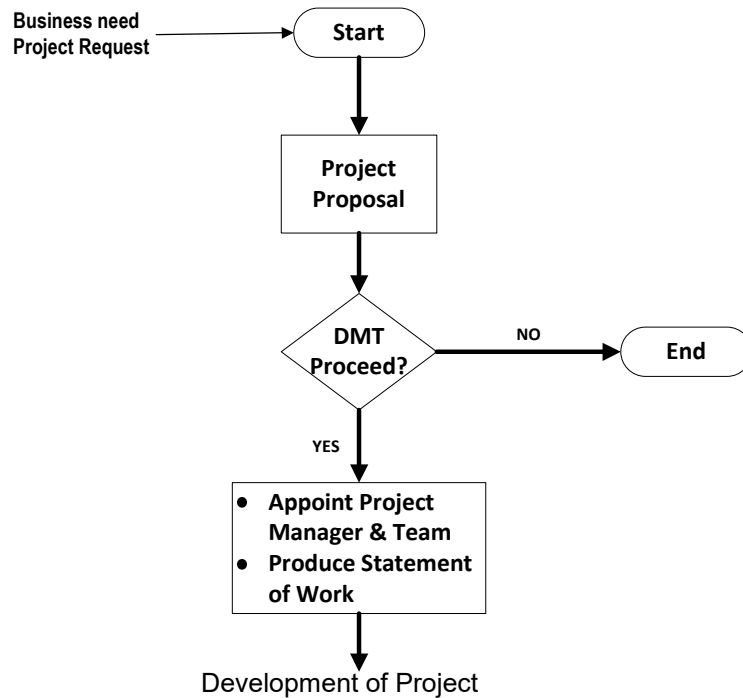 Business need
Project Request
Start
Project
Proposal
DMT
Proceed?
NO
End
YES
• Appoint Project
Manager & Team
• Produce Statement
of Work
Development of Project